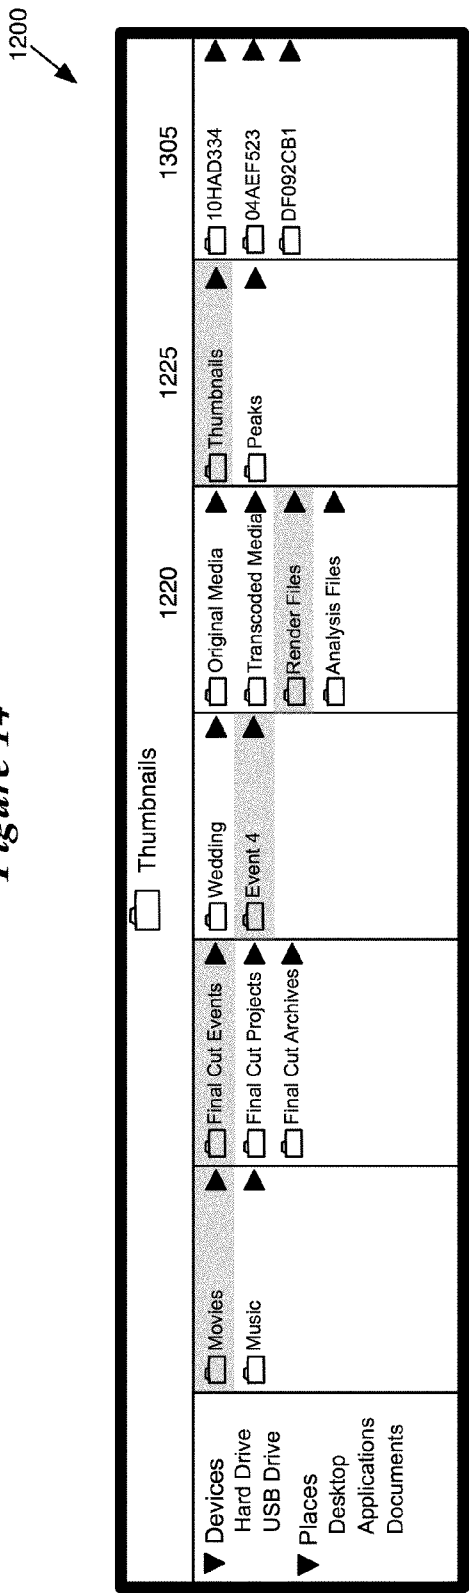 Figure 14
1200
Thumbnails
1220
1225
1305
Devices
Hard Drive
USB Drive
Places
Desktop
Applications
Documents
Movies
Music
Final Cut Events
Final Cut Projects
Final Cut Archives
Wedding
Event 4
Original Media
Transcoded Media
Render Files
Analysis Files
Thumbnails
Peaks
10HAD334
04AEF523
DF092CB1